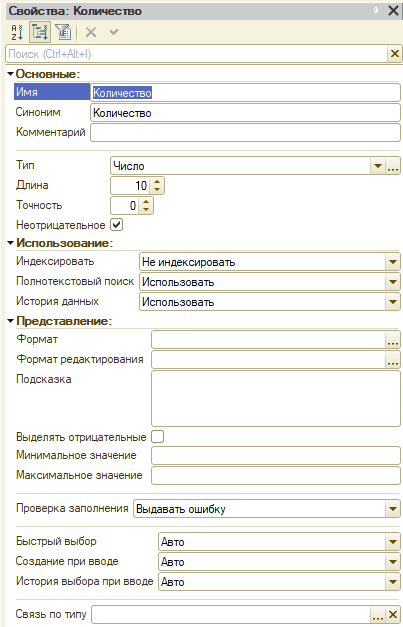 Свойства: Количество
Поиск (Ctrl+Alt+I)
Основные:
Имя Количество
Синоним Количество
Комментарий
Тип Число
Длина 10
Точность 0
Неотрицательное
Использование:
Индексировать Не индексировать
Полнотекстовый поиск Использовать
История данных Использовать
Представление:
Формат
Формат редактирования
Подсказка
Выделять отрицательные
Минимальное значение
Максимальное значение
Проверка заполнения Выдавать ошибку
Быстрый выбор Авто
Создание при вводе Авто
История выбора при вводе Авто
Связь по типу